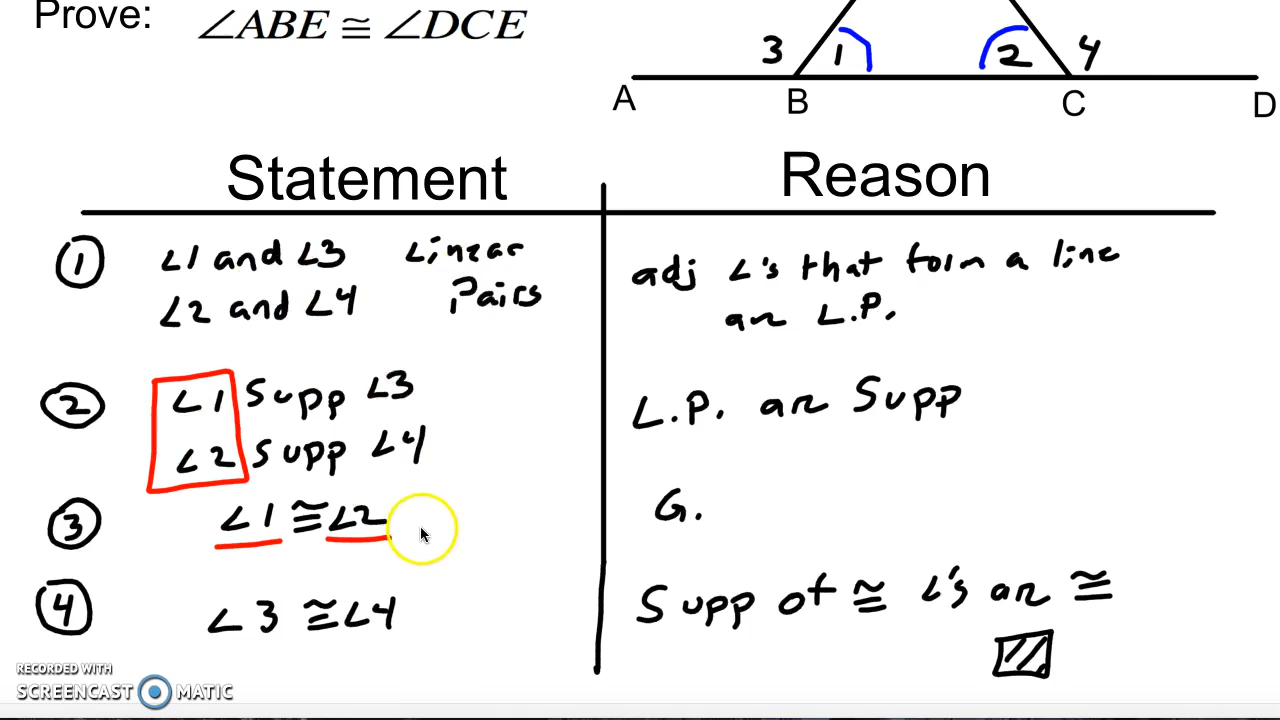 Prove: ∠ABE ≅ ∠DCE
3 1 2 4
A B C D
Statement Reason
1 ∠1 and ∠3 Linear
∠2 and ∠4 Pairs
adj ∠'s that form a line
are L.P.
2 ∠1 Supp ∠3
∠2 Supp ∠4
L.P. are Supp
3 ∠1 ≅ ∠2 G.
4 ∠3 ≅ ∠4 Supp of ≅ ∠'s are ≅
RECORDED WITH
SCREENCAST MATIC